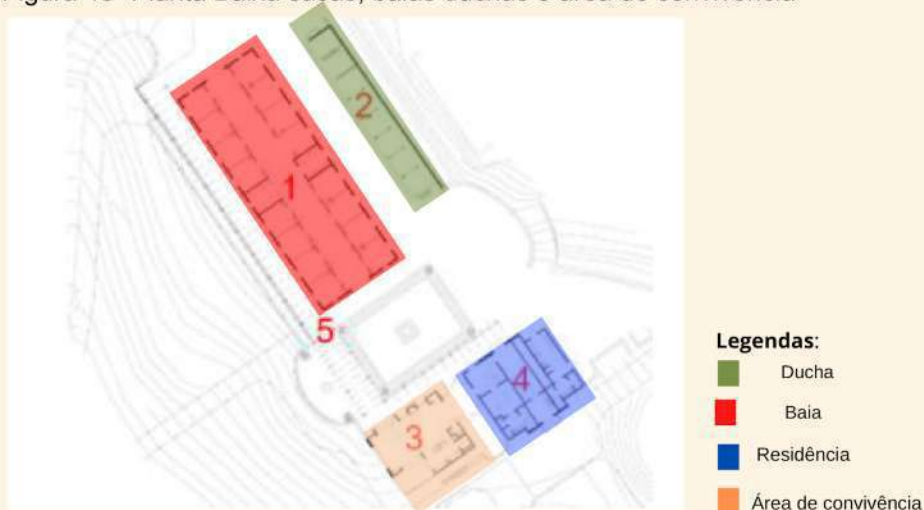 Planta Baixa casas, baias duchas e área de convivência
2
1
5
4
3
Legendas:
Ducha
Baia
Residência
Área de convivência